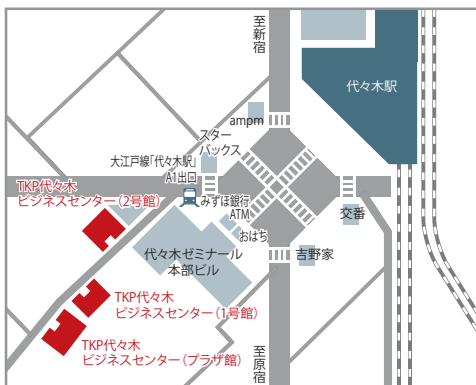 至新宿
代々木駅
ampm
スター
バックス
大江戸線「代々木駅」
A1出口
みずほ銀行
ATM
おはち
交番
吉野家
TKP代々木
ビジネスセンター（2号館）
代々木ゼミナール
本部ビル
TKP代々木
ビジネスセンター（1号館）
TKP代々木
ビジネスセンター（プラザ館）
至原宿